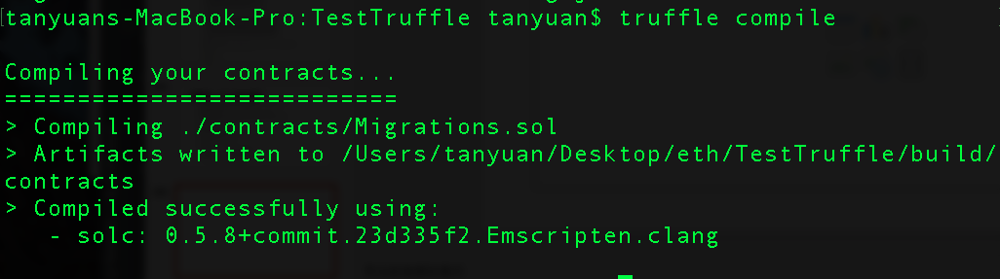 [tanyuans-MacBook-Pro:TestTruffle tanyuan$ truffle compile
Compiling your contracts...
===========================
> Compiling ./contracts/Migrations.sol
> Artifacts written to /Users/tanyuan/Desktop/eth/TestTruffle/build/
contracts
> Compiled successfully using:
   - solc: 0.5.8+commit.23d335f2.Emscripten.clang